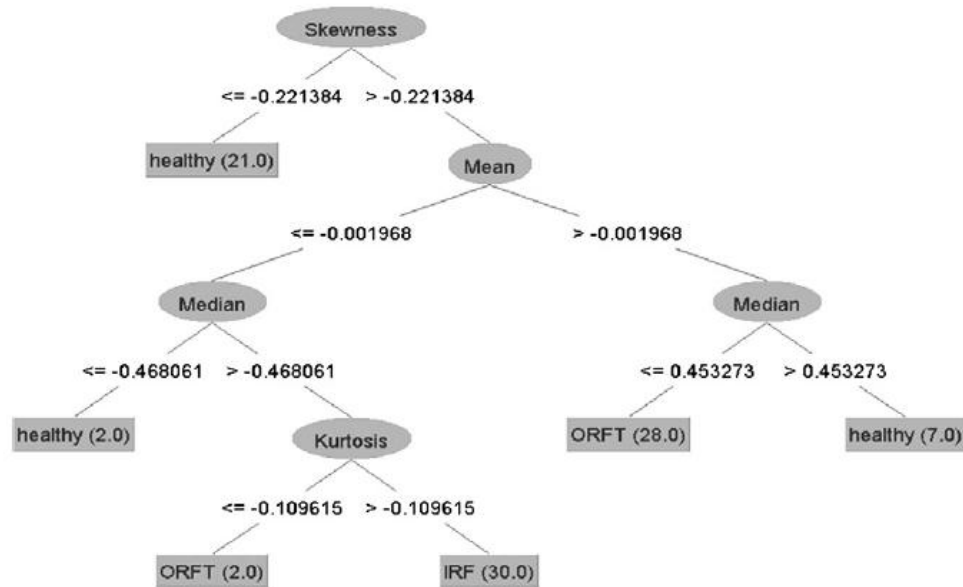 Skewness
<= -0.221384 > -0.221384
healthy (21.0)
Mean
<= -0.001968 > -0.001968
Median Median
<= -0.468061 > -0.468061 <= 0.453273 > 0.453273
healthy (2.0) Kurtosis ORFT (28.0) healthy (7.0)
<= -0.109615 > -0.109615
ORFT (2.0) IRF (30.0)